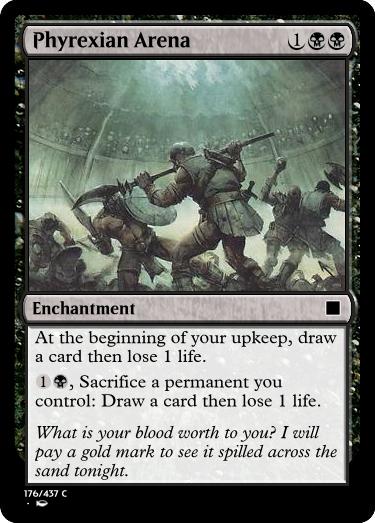 Phyrexian Arena 1
Enchantment
At the beginning of your upkeep, draw
a card then lose 1 life.
1 , Sacrifice a permanent you
control: Draw a card then lose 1 life.
What is your blood worth to you? I will
pay a gold mark to see it spilled across the
sand tonight.
176/437 C